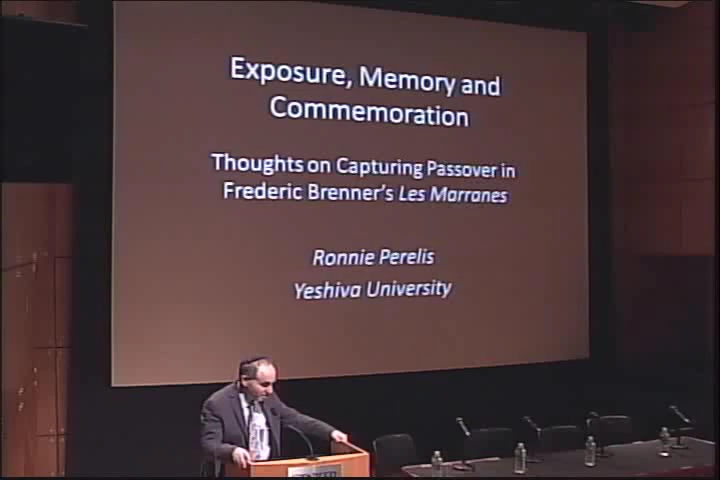 Exposure, Memory and
Commemoration
Thoughts on Capturing Passover in
Frederic Brenner's Les Marranes
Ronnie Perelis
Yeshiva University